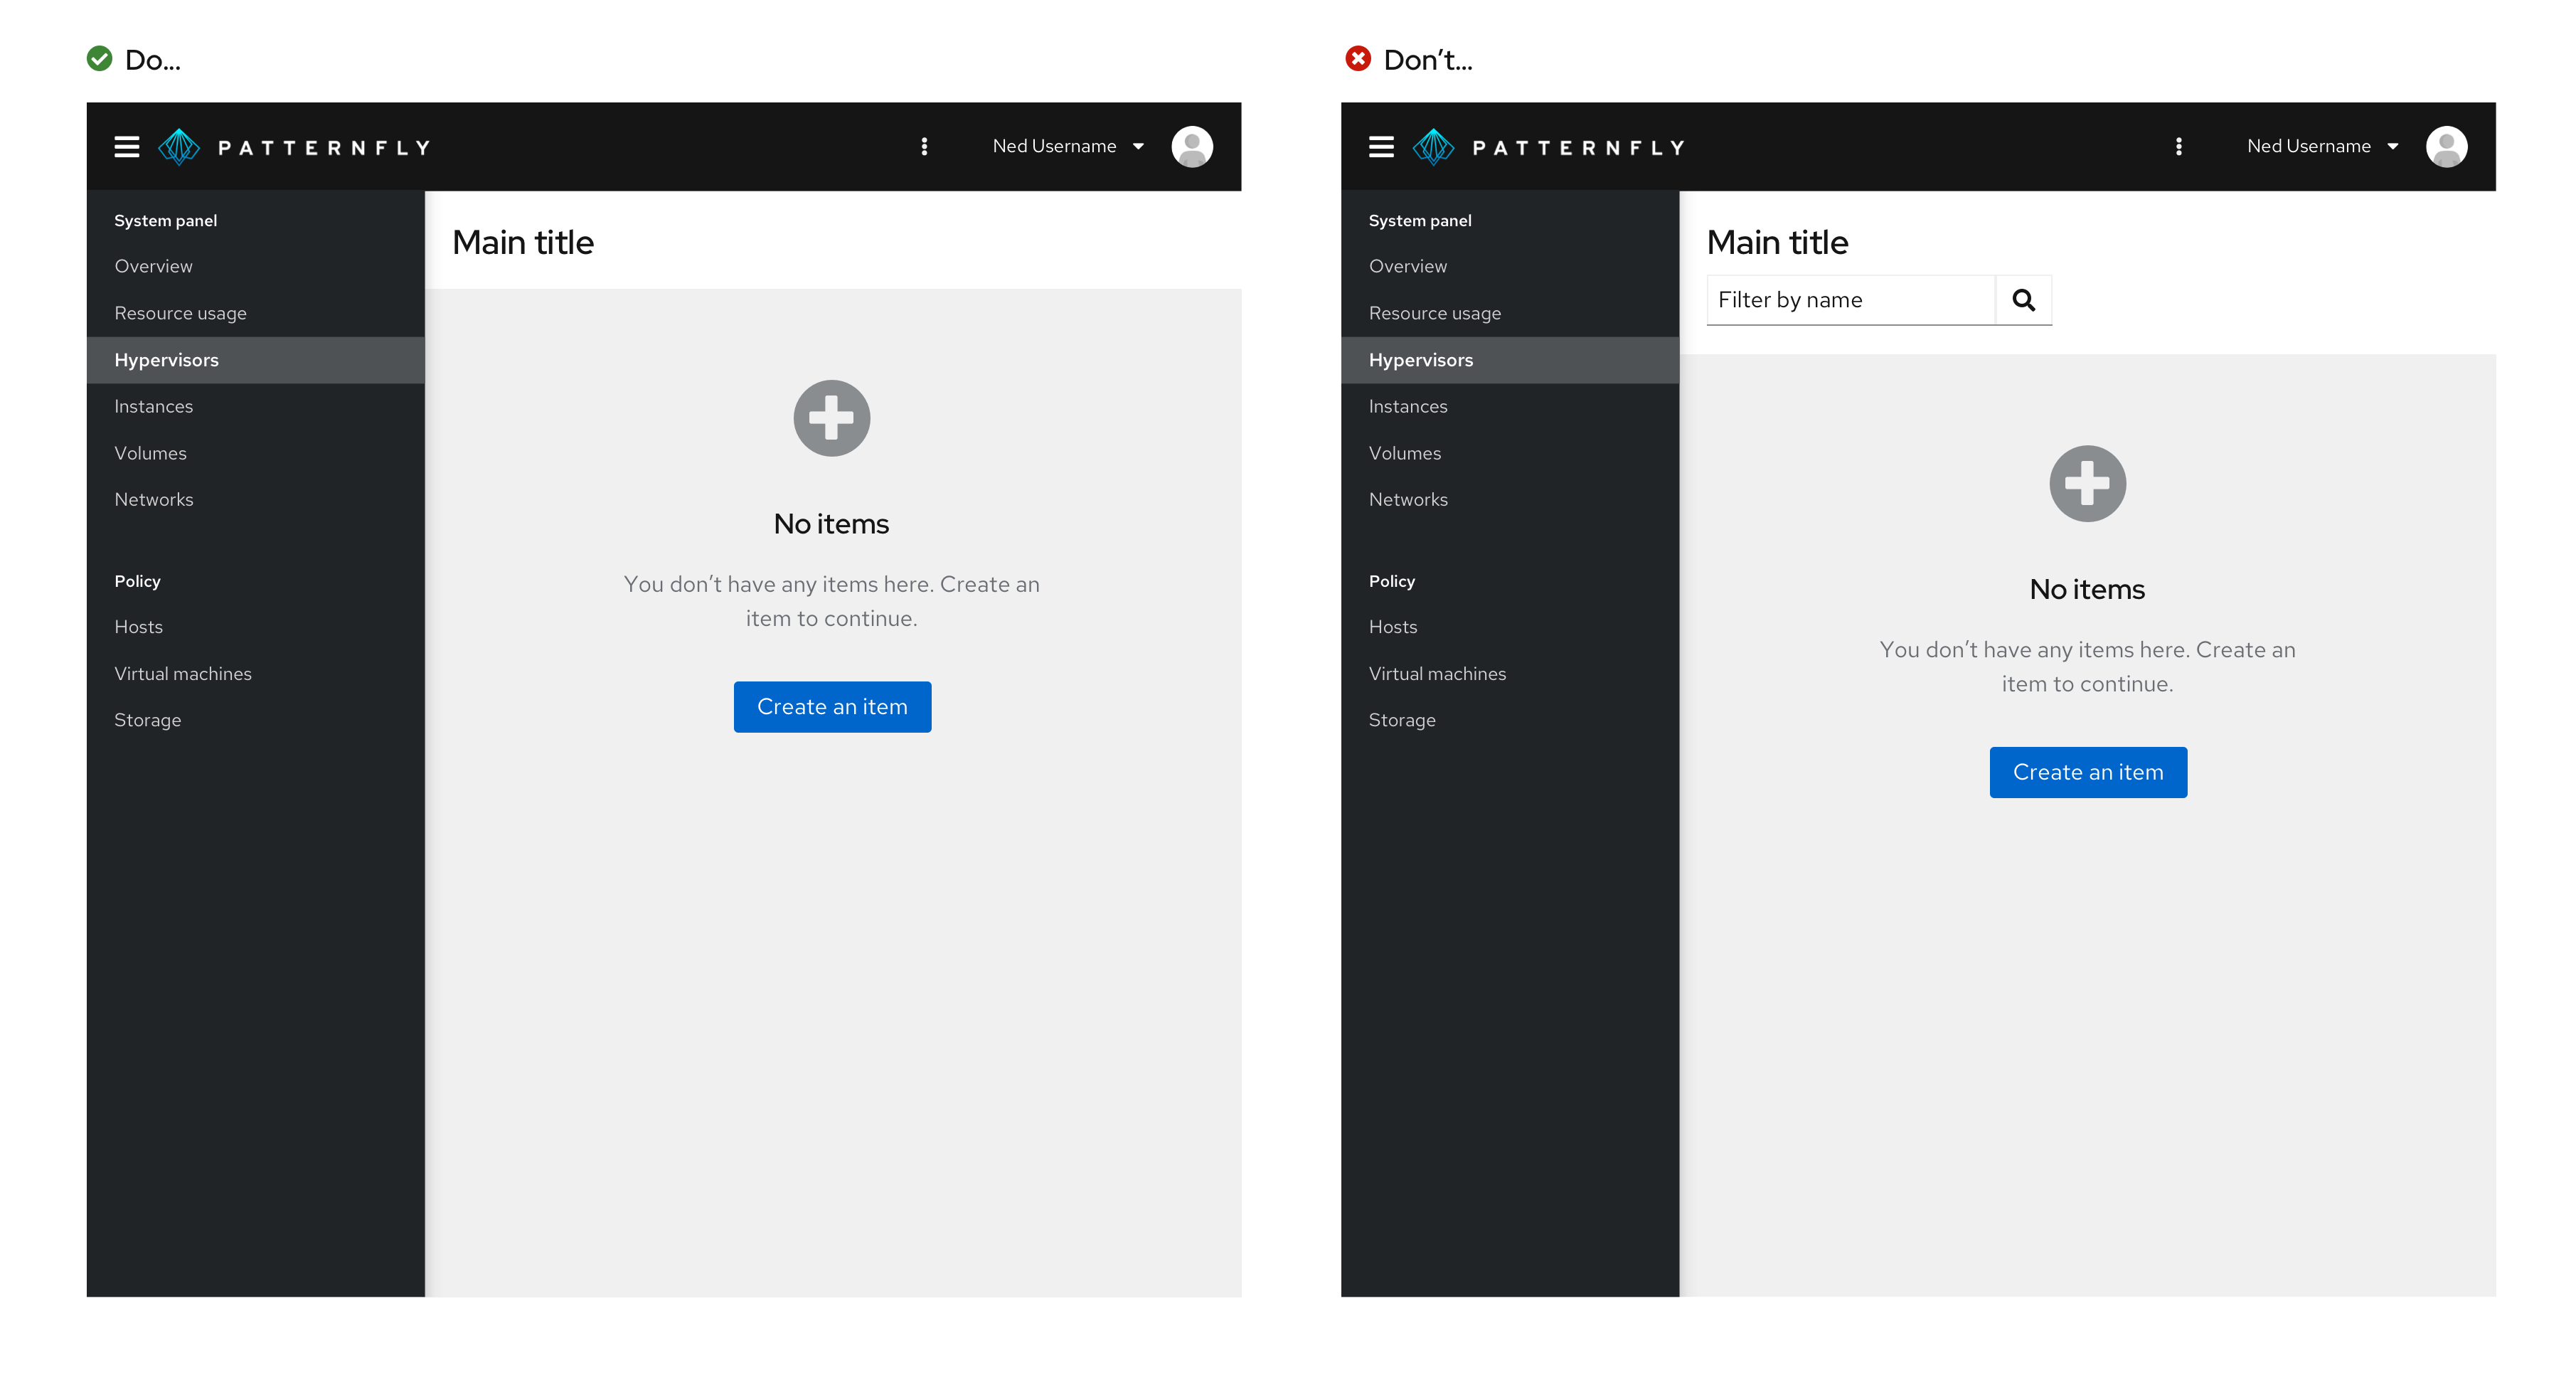 Do...
PATTERNFLY
Ned Username
System panel
Overview
Resource usage
Hypervisors
Instances
Volumes
Networks
Policy
Hosts
Virtual machines
Storage
Main title
No items
You don’t have any items here. Create an
item to continue.
Create an item
Don’t...
PATTERNFLY
Ned Username
System panel
Overview
Resource usage
Hypervisors
Instances
Volumes
Networks
Policy
Hosts
Virtual machines
Storage
Main title
Filter by name
No items
You don’t have any items here. Create an
item to continue.
Create an item